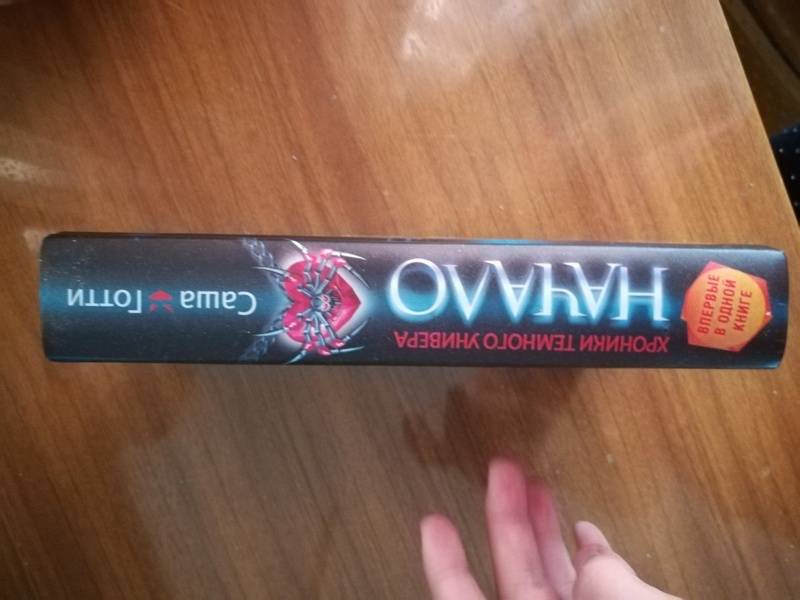 Саша Готти
НАЧАЛО
ХРОНИКИ ТЕМНОГО УНИВЕРА
ВПЕРВЫЕ
В ОДНОЙ
КНИГЕ